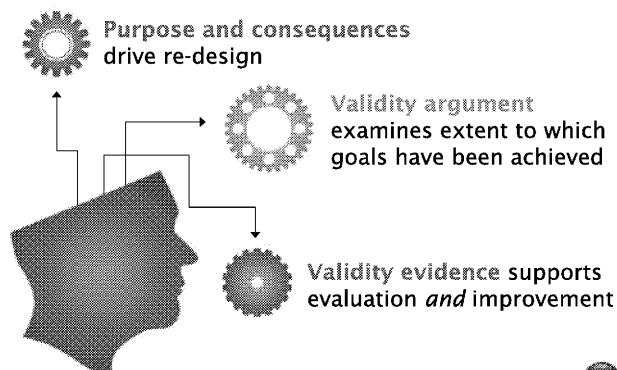 Purpose and consequences
drive re-design
Validity argument
examines extent to which
goals have been achieved
Validity evidence supports
evaluation and improvement